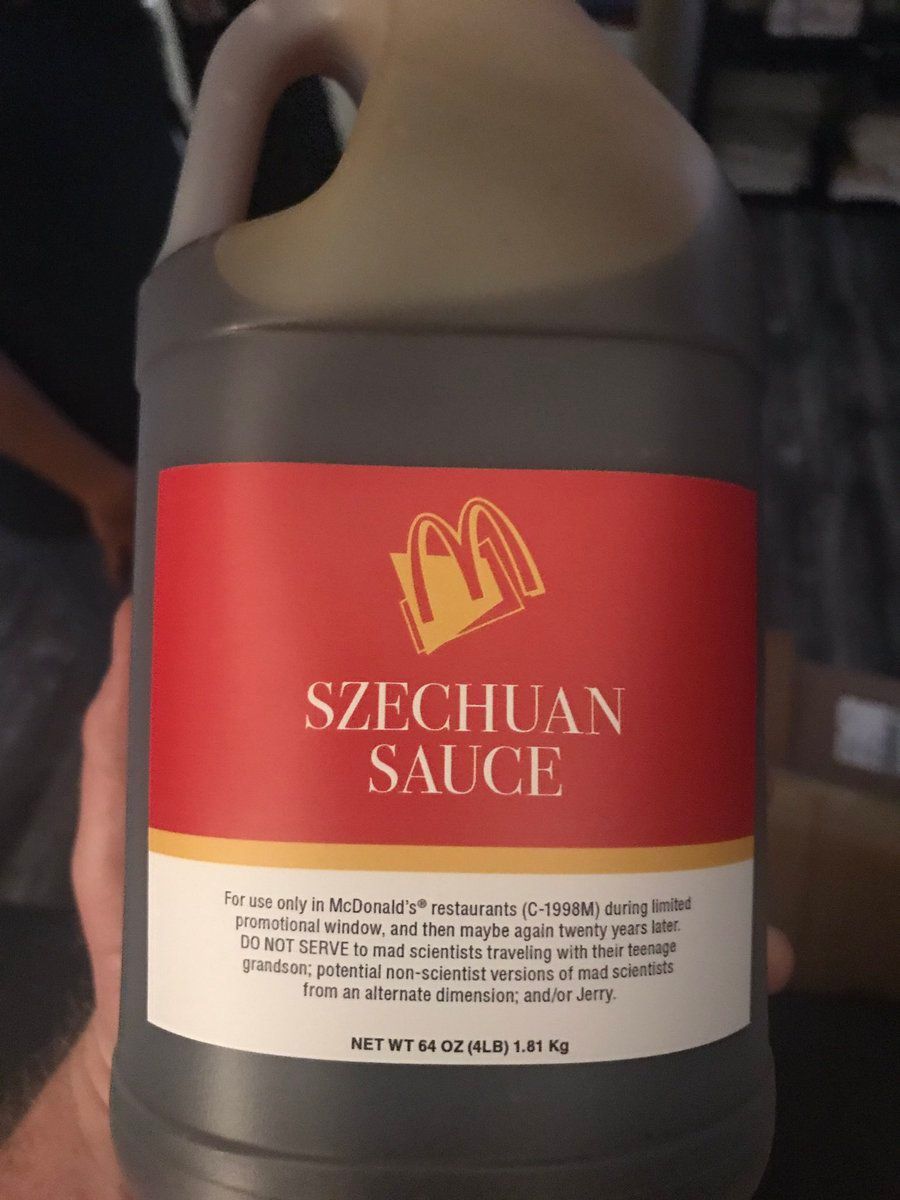 SZECHUAN
SAUCE
For use only in McDonald's® restaurants (C-1998M) during limited
promotional window, and then maybe again twenty years later.
DO NOT SERVE to mad scientists traveling with their teenage
grandson; potential non-scientist versions of mad scientists
from an alternate dimension; and/or Jerry.
NET WT 64 OZ (4LB) 1.81 Kg